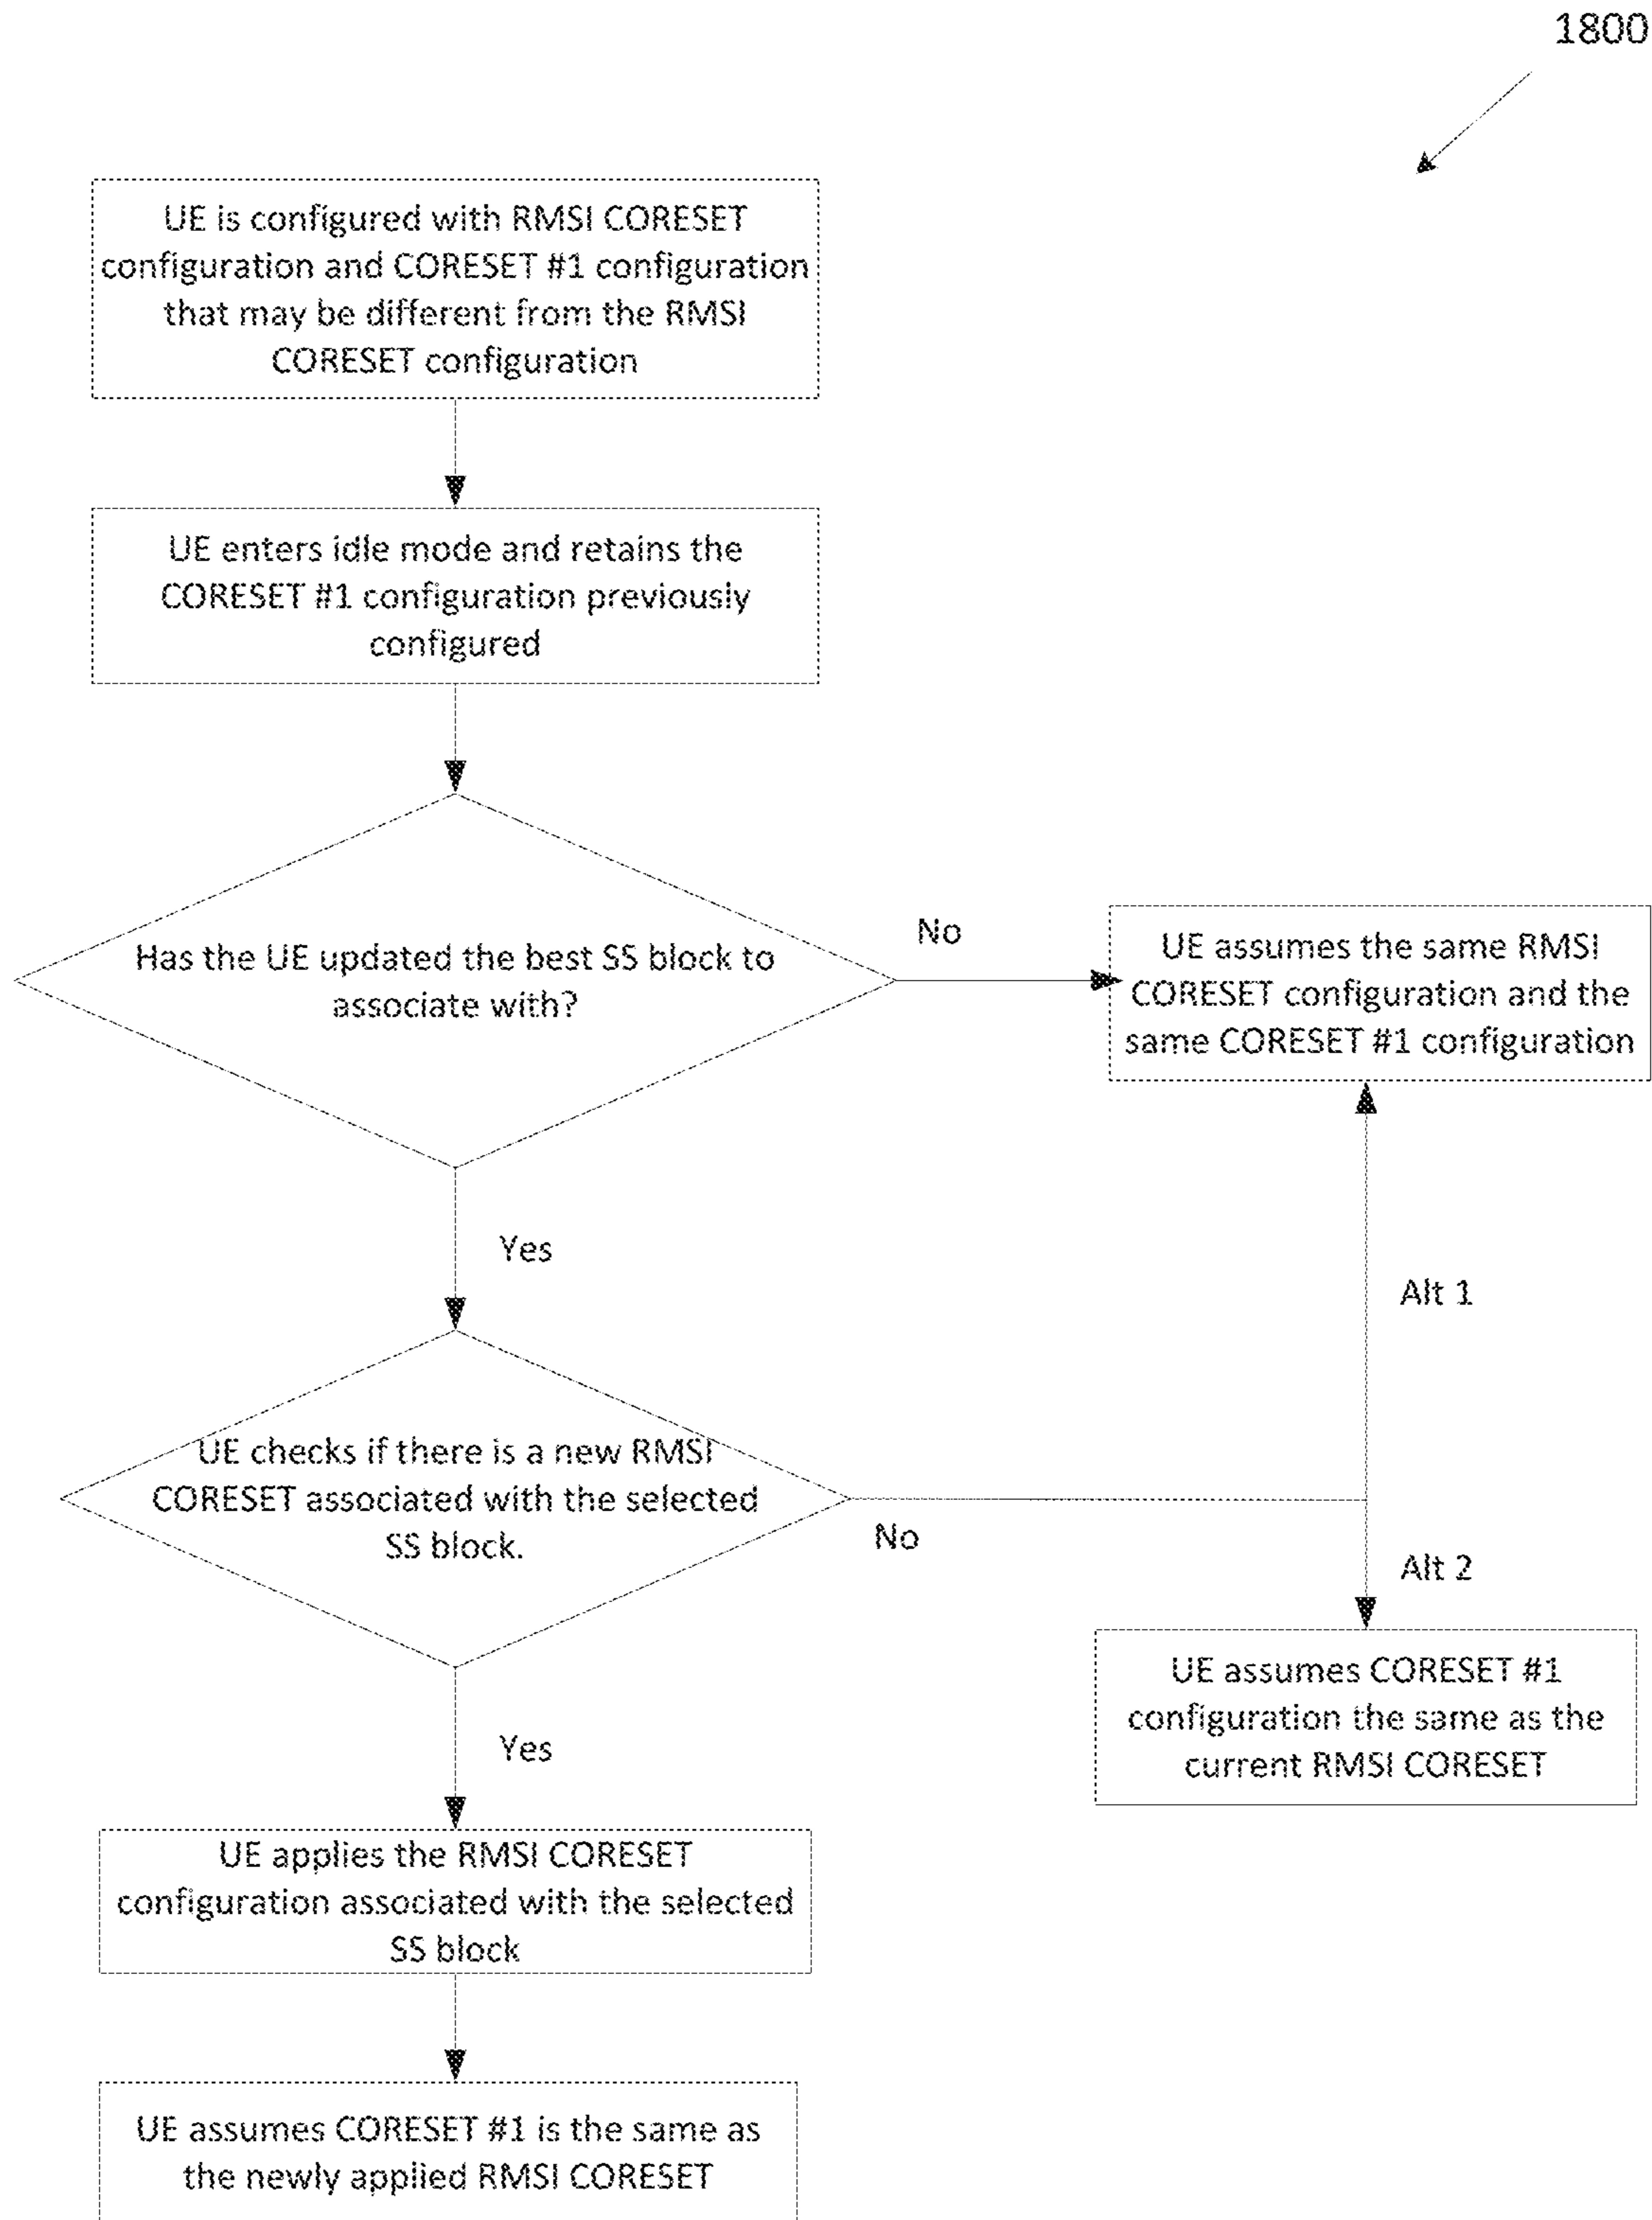 1800
UE is configured with RMSI CORESET
configuration and CORESET #1 configuration
that may be different from the RMSI
CORESET configuration
UE enters idle mode and retains the
CORESET #1 configuration previously
configured
Has the UE updated the best SS block to
associate with?
No
UE assumes the same RMSI
CORESET configuration and the
same CORESET #1 configuration
Yes
Alt 1
UE checks if there is a new RMSI
CORESET associated with the selected
SS block.
No
Alt 2
UE assumes CORESET #1
configuration the same as the
current RMSI CORESET
Yes
UE applies the RMSI CORESET
configuration associated with the selected
SS block
UE assumes CORESET #1 is the same as
the newly applied RMSI CORESET